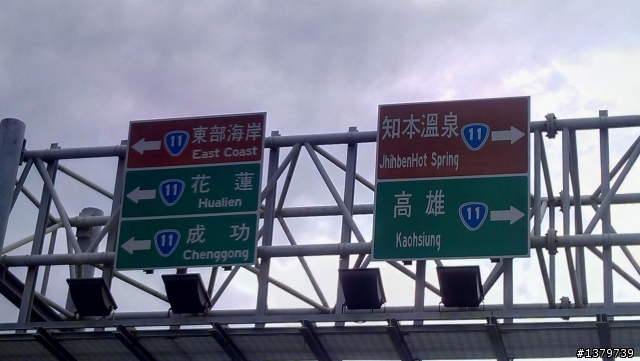 11 東部海岸
East Coast
11 花蓮
Hualien
11 成功
Chenggong
知本溫泉 11
JhihbenHot Spring
高雄 11
Kaohsiung
#1379739